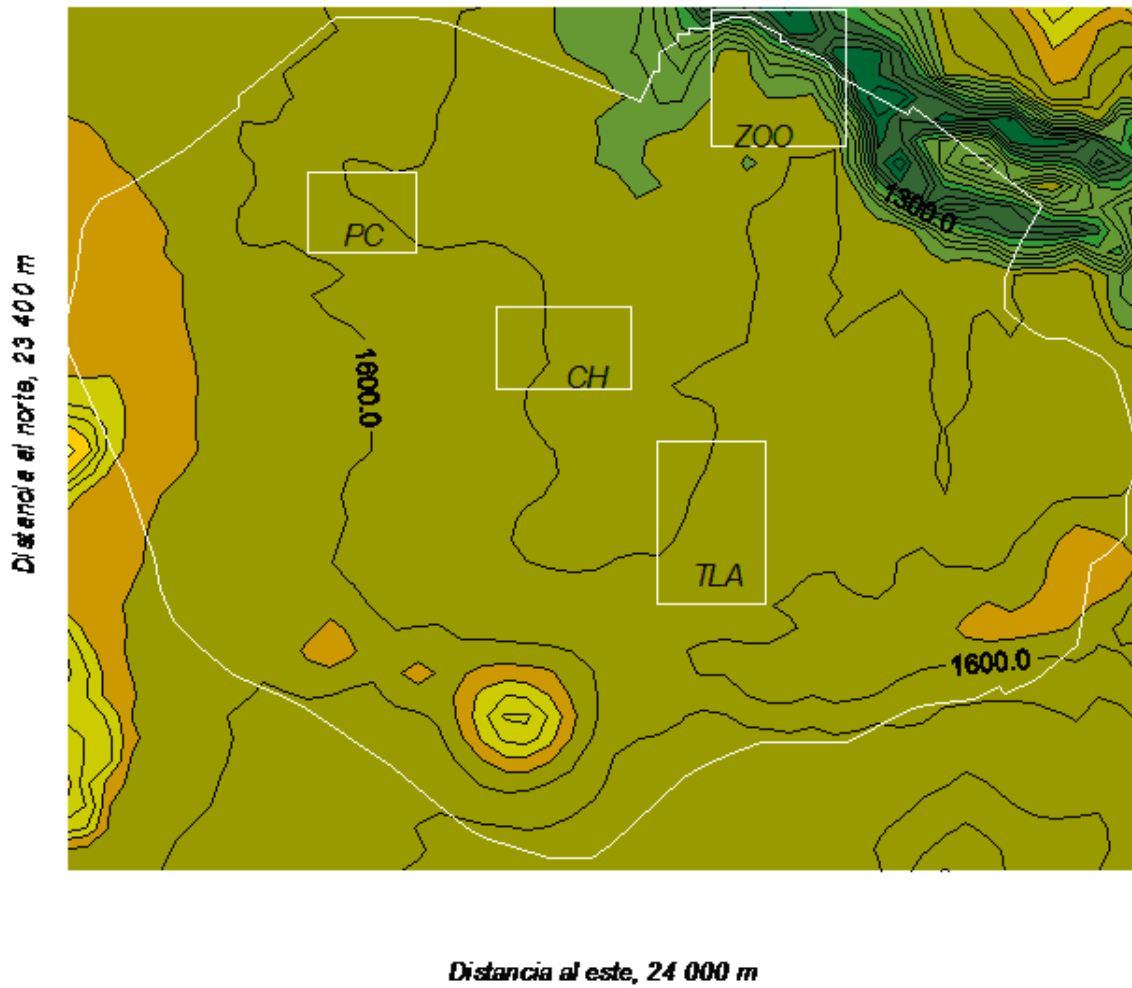 ZOO
PC
1300.0
CH
1600.0
TLA
1600.0
Distancia al norte, 23 400 m
Distancia al este, 24 000 m